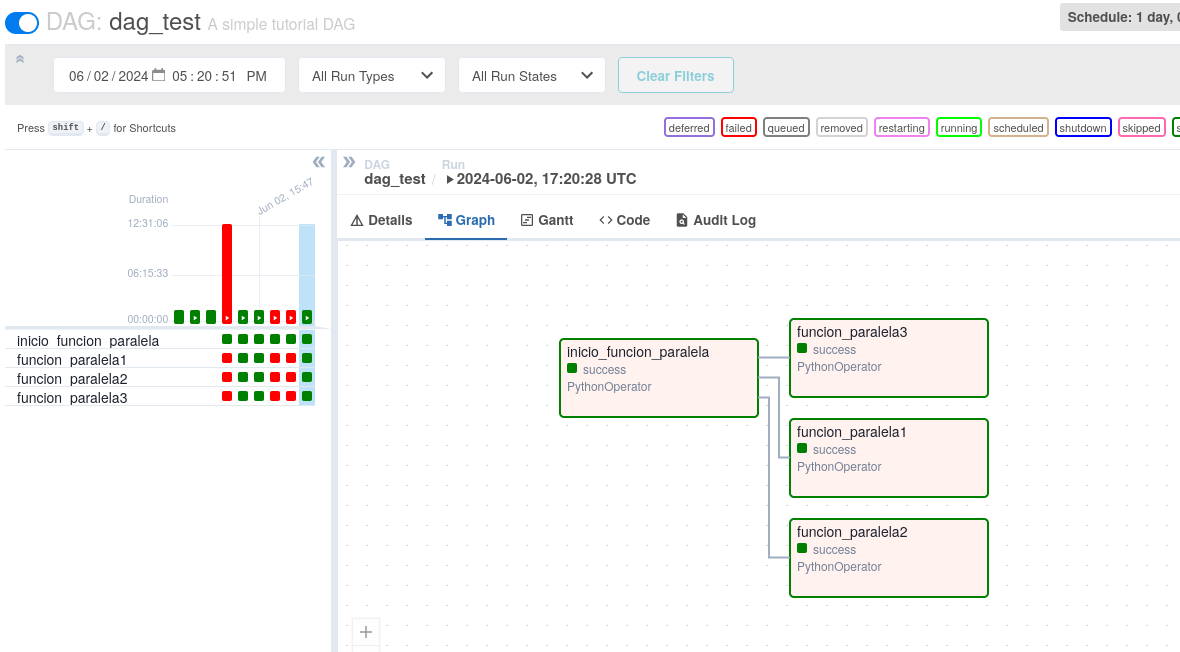 DAG: dag_test A simple tutorial DAG
Schedule: 1 day,
06 / 02 / 2024 05 : 20 : 51 PM
All Run Types
All Run States
Clear Filters
Press shift + / for Shortcuts
deferred failed queued removed restarting running scheduled shutdown skipped
DAG
dag_test
/
Run
2024-06-02, 17:20:28 UTC
Details
Graph
Gantt
Code
Audit Log
Jun 02, 15:47
Duration
12:31:06
06:15:33
00:00:00
inicio_funcion_paralela
funcion_paralela1
funcion_paralela2
funcion_paralela3
inicio_funcion_paralela
success
PythonOperator
funcion_paralela3
success
PythonOperator
funcion_paralela1
success
PythonOperator
funcion_paralela2
success
PythonOperator